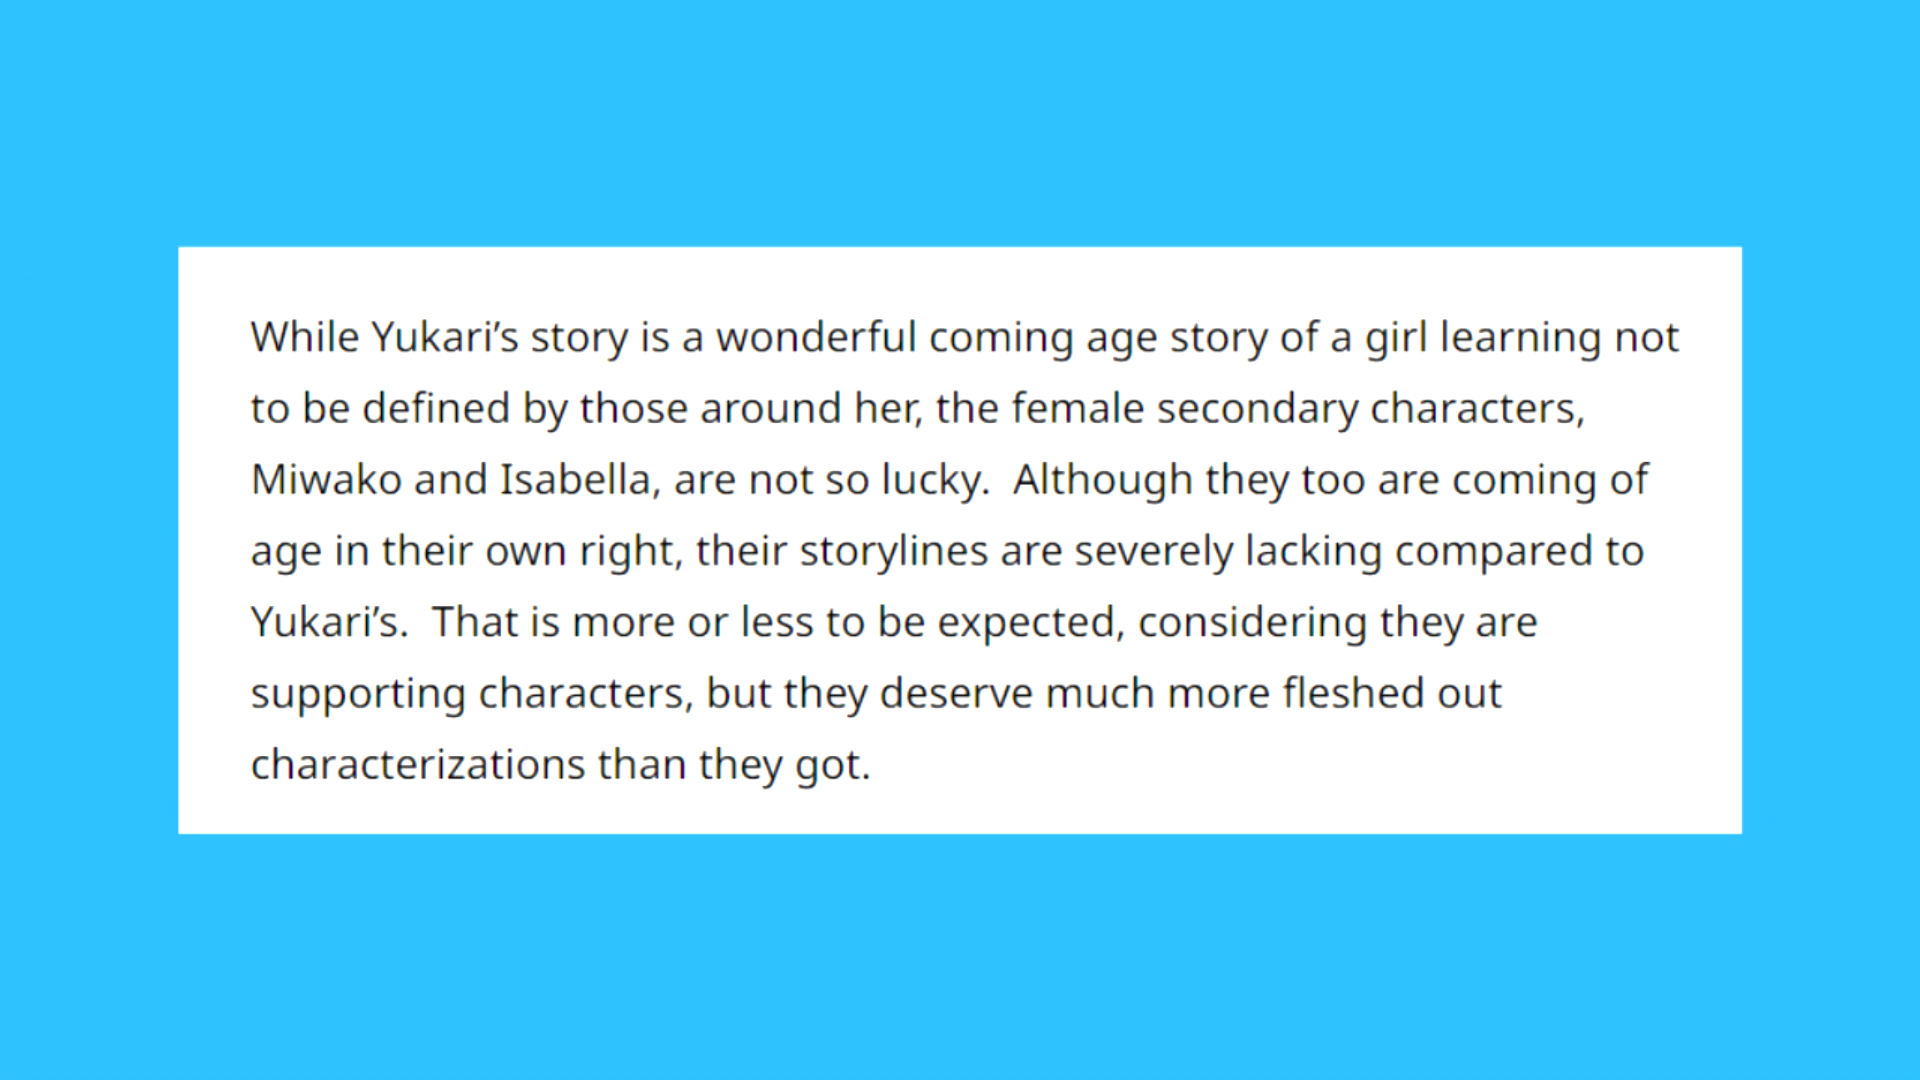 While Yukari’s story is a wonderful coming age story of a girl learning not
to be defined by those around her, the female secondary characters,
Miwako and Isabella, are not so lucky.  Although they too are coming of
age in their own right, their storylines are severely lacking compared to
Yukari’s.  That is more or less to be expected, considering they are
supporting characters, but they deserve much more fleshed out
characterizations than they got.